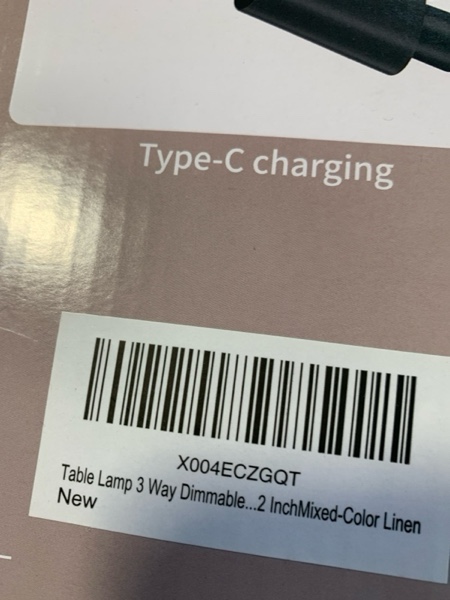 Type-C charging
X004ECZGQT
Table Lamp 3 Way Dimmable...2 InchMixed-Color Linen
New